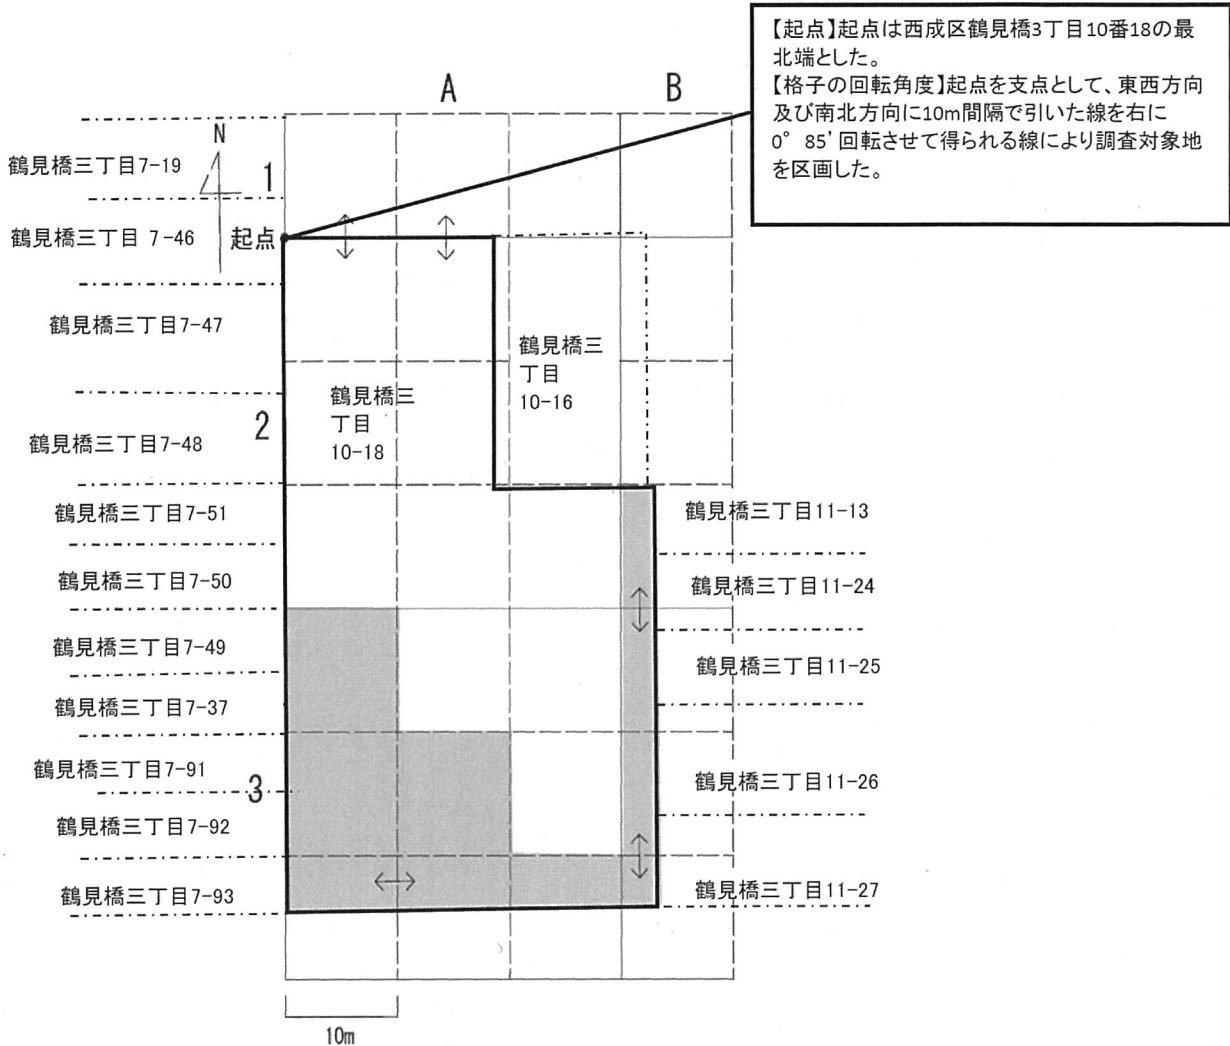 【起点】起点は西成区鶴見橋3丁目10番18の最
北端とした。
【格子の回転角度】起点を支点として、東西方向
及び南北方向に10m間隔で引いた線を右に
0° 85'回転させて得られる線により調査対象地
を区画した。
A
B
N
鶴見橋三丁目7-19
1
鶴見橋三丁目 7-46
起点
鶴見橋三丁目7-47
鶴見橋三
丁目
10-16
鶴見橋三
丁目
10-18
2
鶴見橋三丁目7-48
鶴見橋三丁目7-51
鶴見橋三丁目11-13
鶴見橋三丁目7-50
鶴見橋三丁目11-24
鶴見橋三丁目7-49
鶴見橋三丁目11-25
鶴見橋三丁目7-37
鶴見橋三丁目7-91
3
鶴見橋三丁目11-26
鶴見橋三丁目7-92
鶴見橋三丁目7-93
鶴見橋三丁目11-27
10m